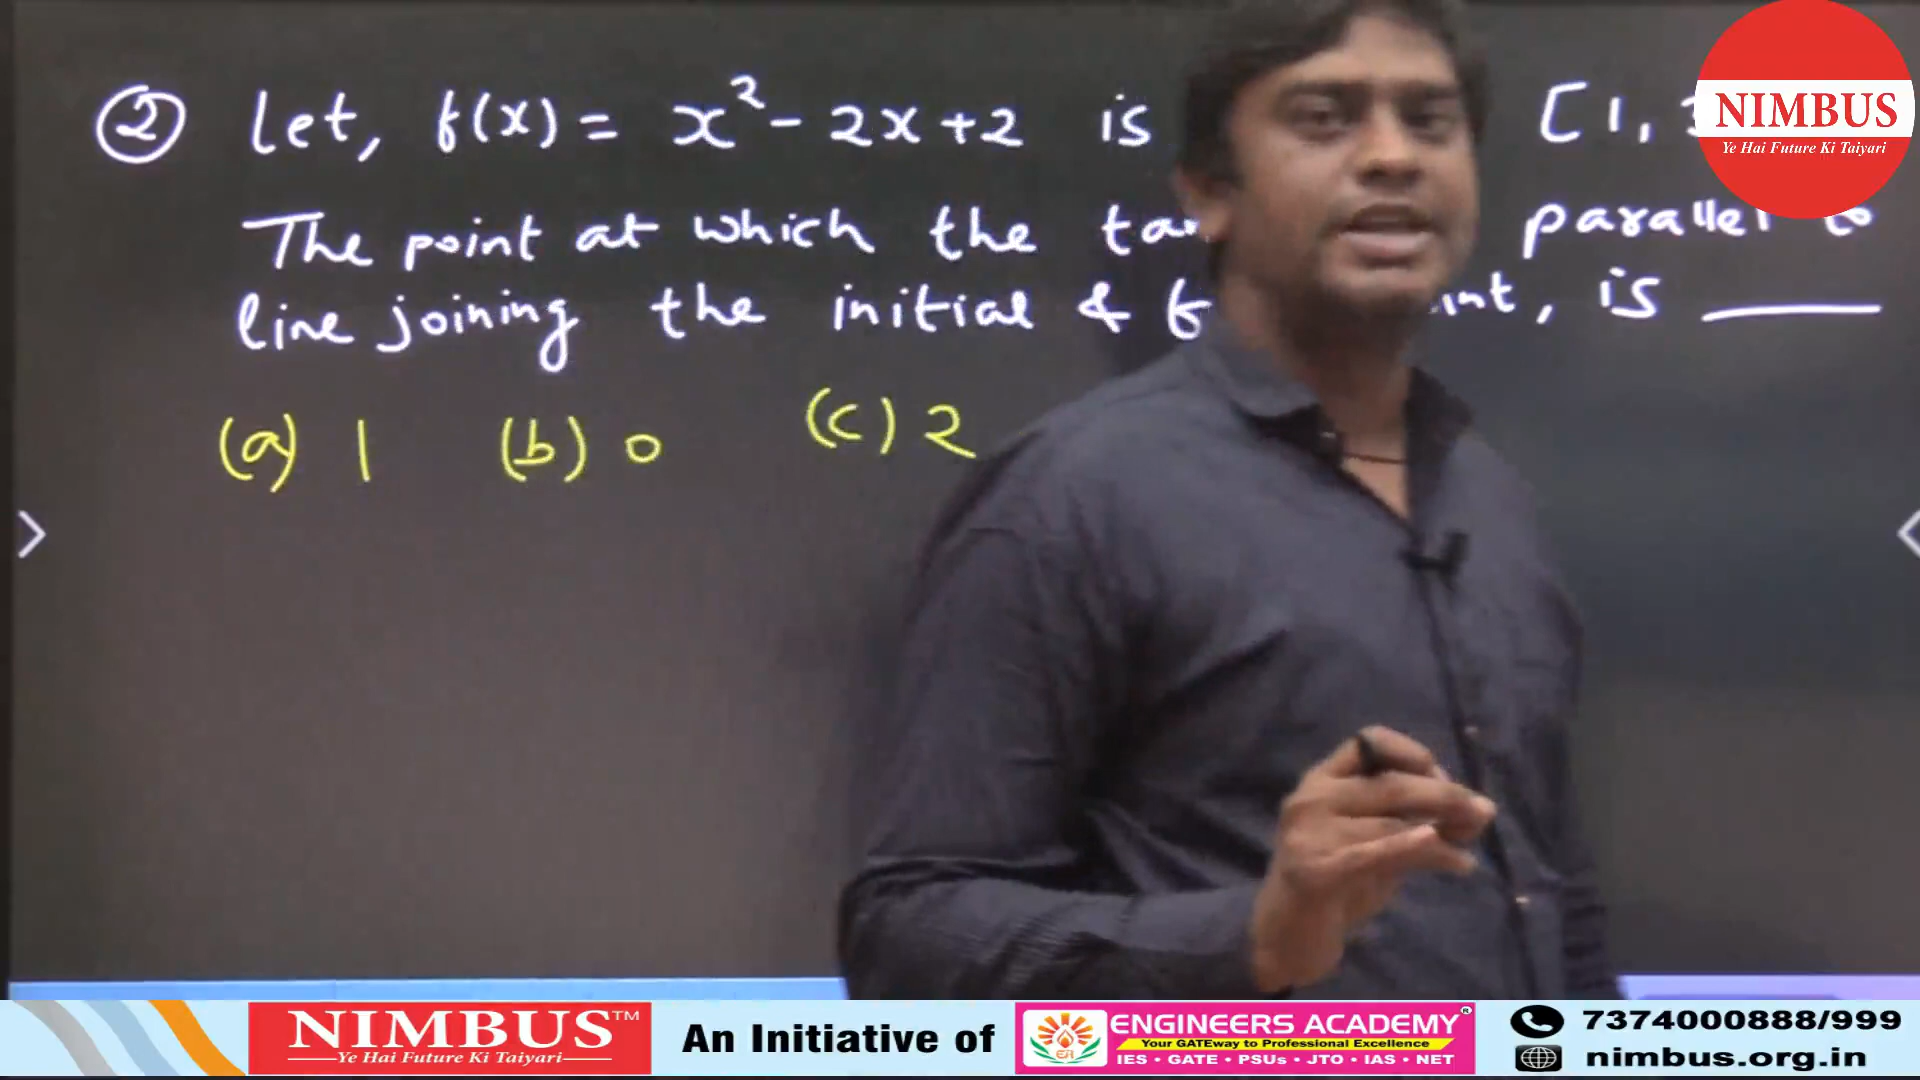 ② Let, f(x) = x² - 2x + 2 is [1,
The point at which the parallel to
line joining the initial & , is ______
(a) 1 (b) 0 (c) 2
NIMBUS
Ye Hai Future Ki Taiyari
NIMBUS™
Ye Hai Future Ki Taiyari
An Initiative of
ENGINEERS ACADEMY®
Your GATEway to Professional Excellence
IES • GATE • PSUs • JTO • IAS • NET
7374000888/999
nimbus.org.in